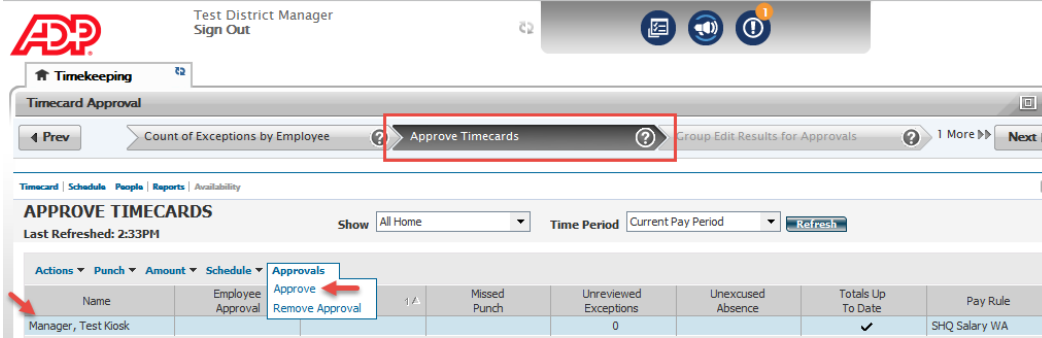 Test District Manager
Sign Out
ADP
1
Timekeeping
Timecard Approval
Prev
Count of Exceptions by Employee
?
Approve Timecards
?
Group Edit Results for Approvals
?
1 More
Next
Timecard | Schedule People | Reports | Availability
APPROVE TIMECARDS
Show All Home
Time Period Current Pay Period
Refresh
Last Refreshed: 2:33PM
Actions Punch Amount Schedule Approvals
Approve
Remove Approval
Name
Employee
Approval
1
Missed
Punch
Unreviewed
Exceptions
Unexcused
Absence
Totals Up
To Date
Pay Rule
Manager, Test Kiosk
0
SHQ Salary WA